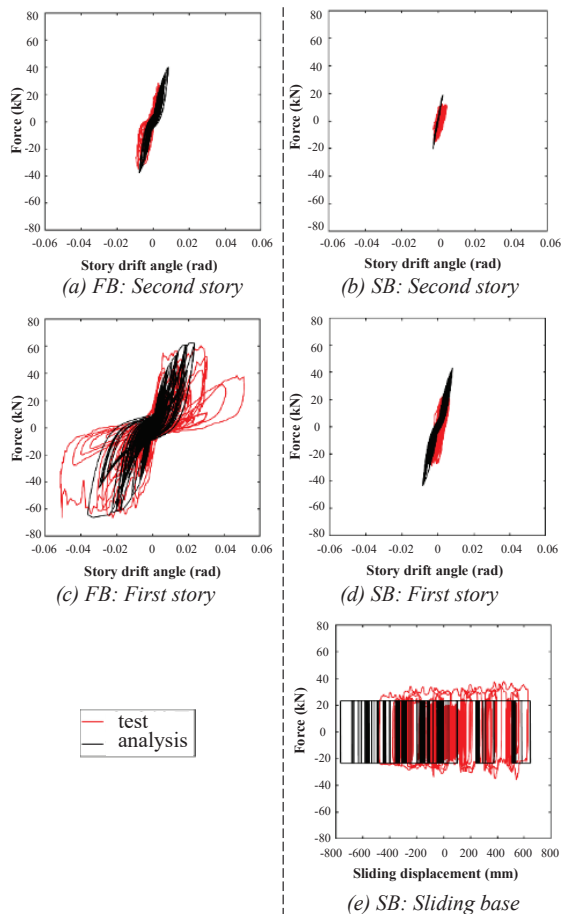 80
60
40
20
0
-20
-40
-60
-80
Force (kN)
-0.06 -0.04 -0.02 0 0.02 0.04 0.06
Story drift angle (rad)
(a) FB: Second story
80
60
40
20
0
-20
-40
-60
-80
Force (kN)
-0.06 -0.04 -0.02 0 0.02 0.04 0.06
Story drift angle (rad)
(b) SB: Second story
80
60
40
20
0
-20
-40
-60
-80
Force (kN)
-0.06 -0.04 -0.02 0 0.02 0.04 0.06
Story drift angle (rad)
(c) FB: First story
80
60
40
20
0
-20
-40
-60
-80
Force (kN)
-0.06 -0.04 -0.02 0 0.02 0.04 0.06
Story drift angle (rad)
(d) SB: First story
test
analysis
80
60
40
20
0
-20
-40
-60
-80
Force (kN)
-800 -600 -400 -200 0 200 400 600 800
Sliding displacement (mm)
(e) SB: Sliding base